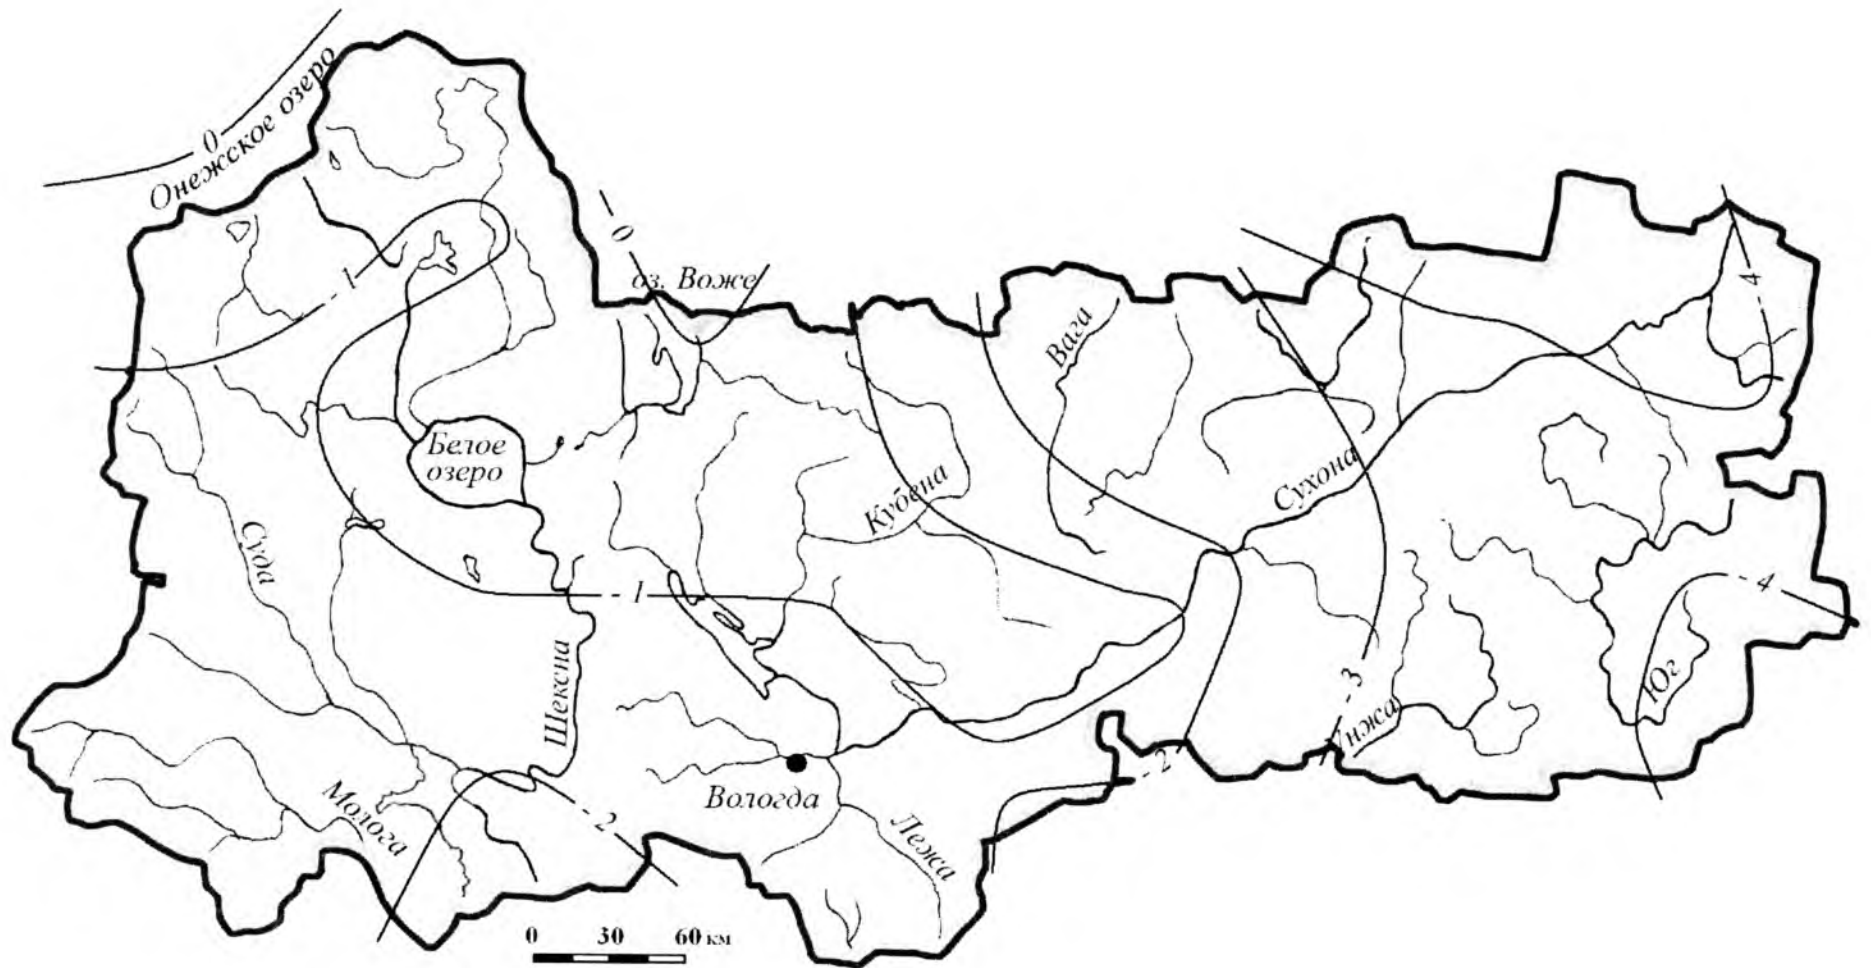 0
Онежское озеро
- 0
- 1
оз. Воже
- 4
Вага
Белое
озеро
Кубена
Сухона
Суда
- 1
- 4
Шексна
- 3
Юг
Унжа
- 2
Молога
Вологда
- 2
Лежа
0 30 60 км